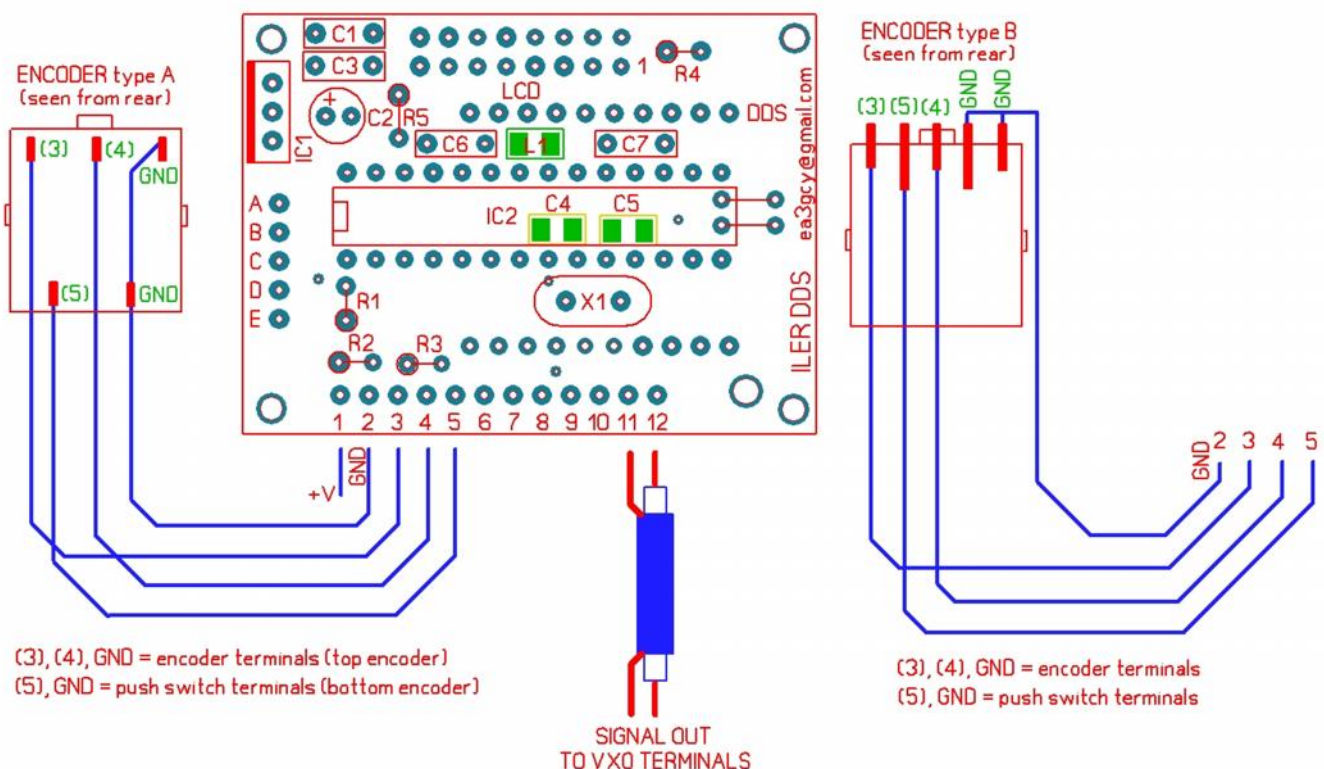 ENCODER type A
(seen from rear)
(3)
(4)
GND
(5)
GND
C1
C3
+
C2
R5
IC1
LCD
1
R4
DDS
C6
L1
C7
A
B
C
D
E
IC2
C4
C5
R1
X1
R2
R3
ea3gcy@gmail.com
ILER DDS
1 2 3 4 5 6 7 8 9 10 11 12
+V
GND
ENCODER type B
(seen from rear)
(3) (5) (4) GND GND
GND 2 3 4 5
(3), (4), GND = encoder terminals (top encoder)
(5), GND = push switch terminals (bottom encoder)
(3), (4), GND = encoder terminals
(5), GND = push switch terminals
SIGNAL OUT
TO VXO TERMINALS